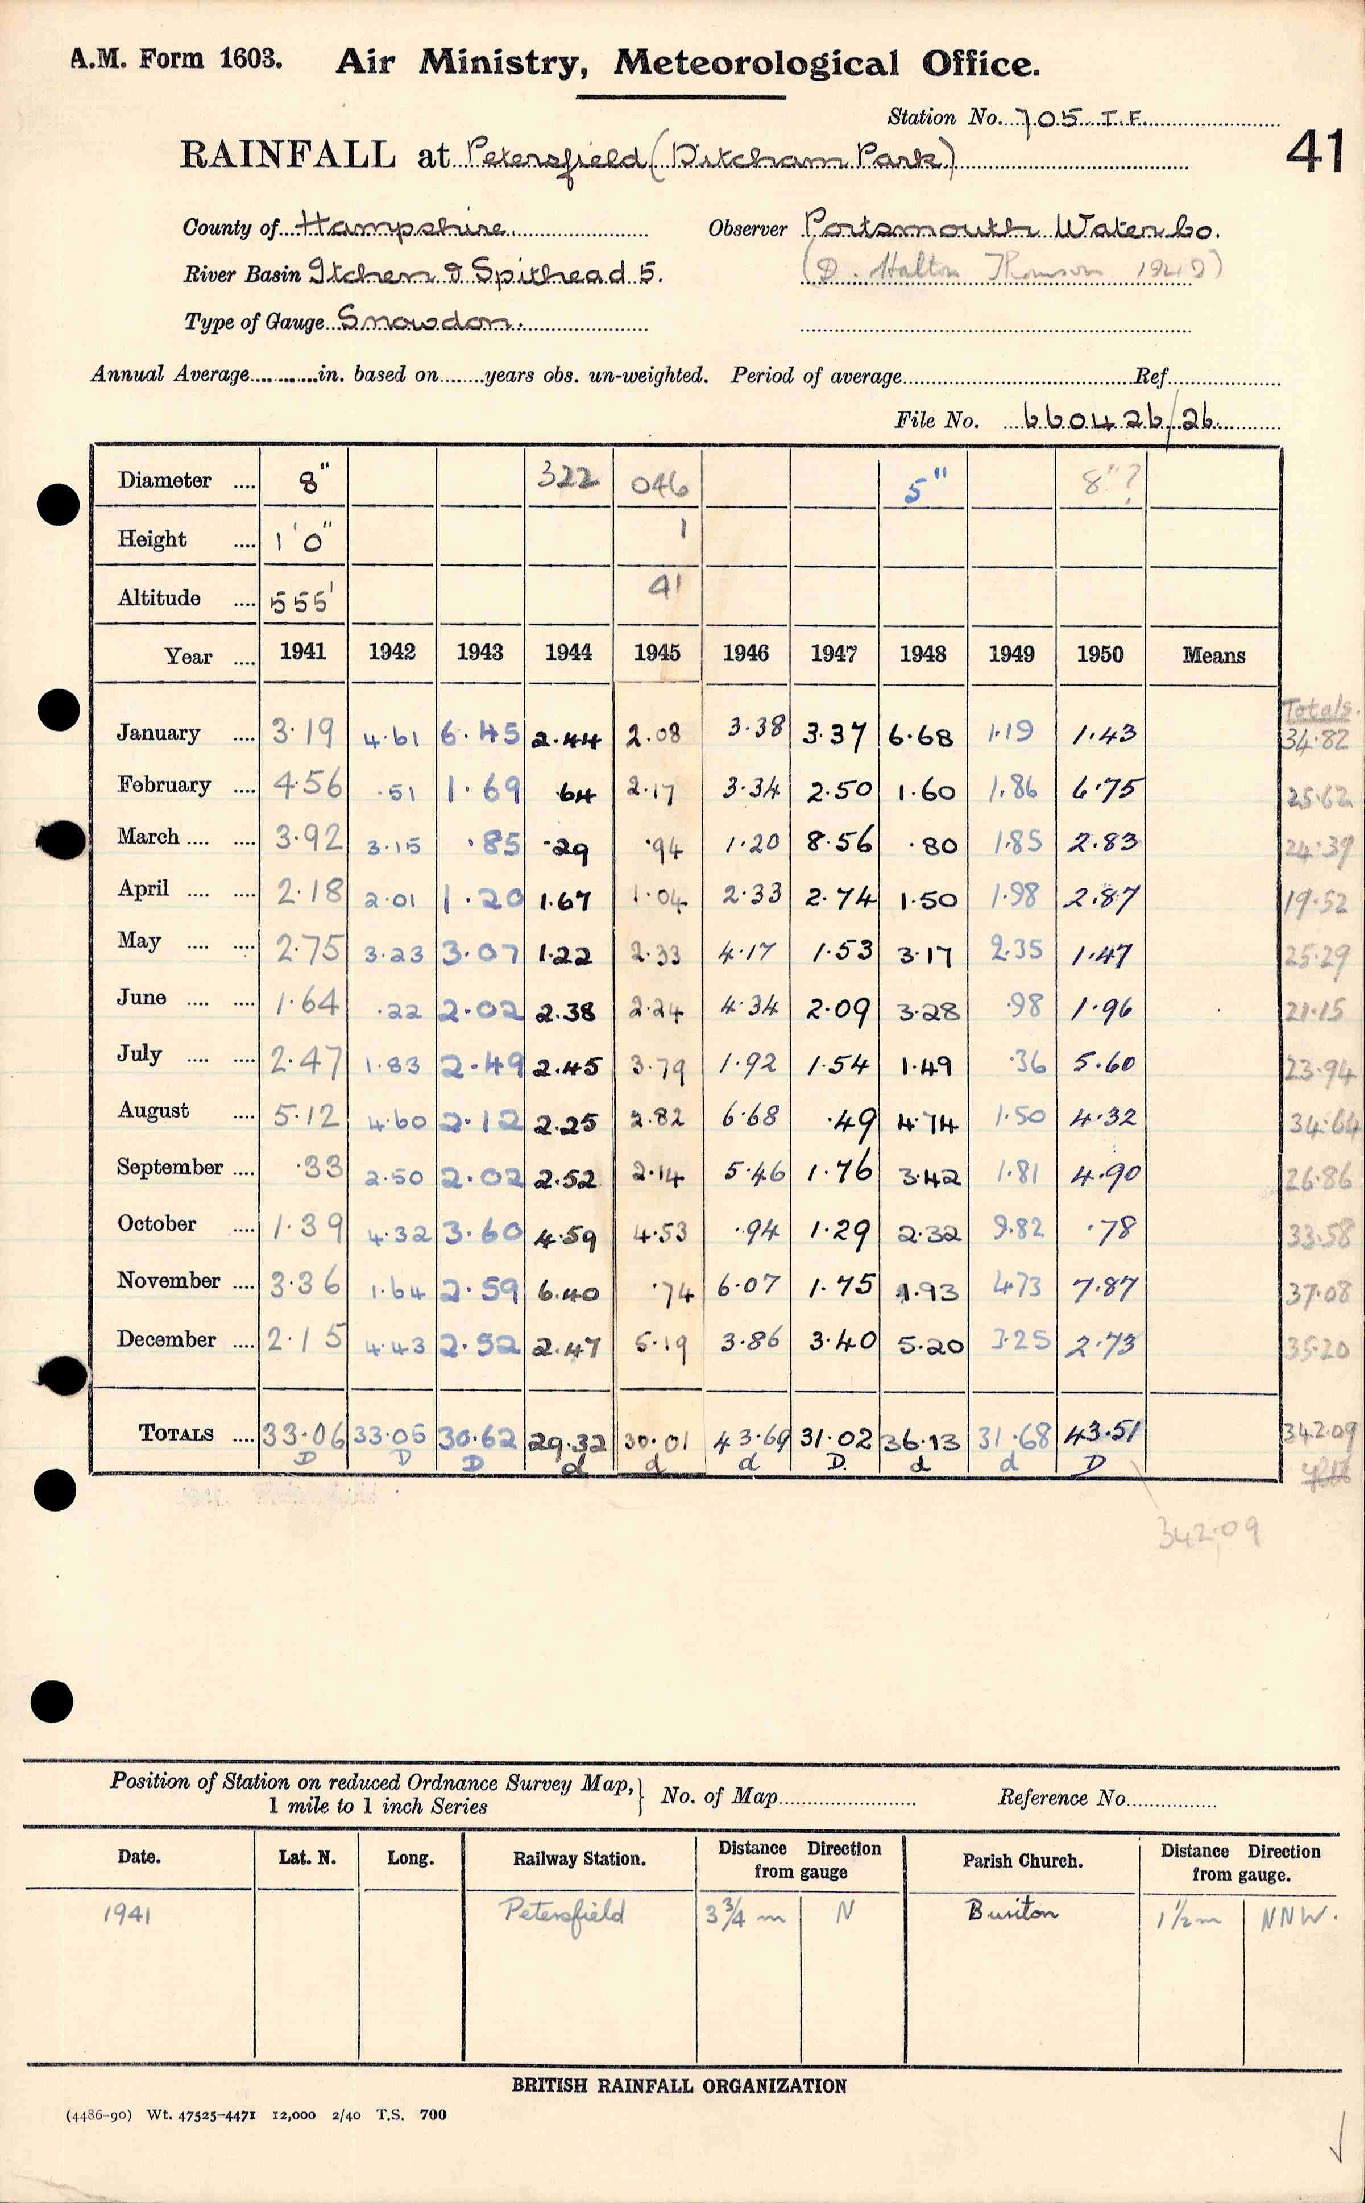 A.M. Form 1603. Air Ministry, Meteorological Office.
Station No. 705 I.F.
41
RAINFALL at Petersfield (Ditcham Park)
County of Hampshire Observer Portsmouth Water Co.
River Basin Itchen & Spithead 5. (D. Halton Thomson 1949)
Type of Gauge Snowdon.
Annual Average............in. based on........years obs. un-weighted. Period of average.................... Ref....................
File No. 660426/26
Diameter .... 8" 322 046 5" 8"?
Height .... 1' 0" 1
Altitude .... 555' 41
Year .... 1941 1942 1943 1944 1945 1946 1947 1948 1949 1950 Means
Totals.
January .... 3·19 4·61 6·45 2·44 2·08 3·38 3·37 6·68 1·19 1·43 34·82
February .... 4·56 ·51 1·69 ·64 2·17 3·34 2·50 1·60 1·86 6·75 25·62
March .... .... 3·92 3·15 ·85 ·29 ·94 1·20 8·56 ·80 1·85 2·83 24·39
April .... .... 2·18 2·01 1·20 1·67 1·04 2·33 2·74 1·50 1·98 2·87 19·52
May .... .... 2·75 3·23 3·07 1·22 2·33 4·17 1·53 3·17 2·35 1·47 25·29
June .... .... 1·64 ·22 2·02 2·38 2·24 4·34 2·09 3·28 ·98 1·96 21·15
July .... .... 2·47 1·83 2·49 2·45 3·79 1·92 1·54 1·49 ·36 5·60 23·94
August .... 5·12 4·60 2·12 2·25 2·82 6·68 ·49 4·74 1·50 4·32 34·64
September .... ·33 2·50 2·02 2·52 2·14 5·46 1·76 3·42 1·81 4·90 26·86
October .... 1·39 4·32 3·60 4·59 4·53 ·94 1·29 2·32 9·82 ·78 33·58
November .... 3·36 1·64 2·59 6·40 ·74 6·07 1·75 1·93 4·73 7·87 37·08
December .... 2·15 4·43 2·52 2·47 5·19 3·86 3·40 5·20 3·25 2·73 35·20
TOTALS .... 33·06 33·05 30·62 29·32 30·01 43·69 31·02 36·13 31·68 43·51 342·09
D D D d d d D. d d D
342·09
Position of Station on reduced Ordnance Survey Map, 1 mile to 1 inch Series } No. of Map........................ Reference No................
Date. Lat. N. Long. Railway Station. Distance Direction from gauge Parish Church. Distance Direction from gauge.
1941 Petersfield 3¾ m N Buriton 1½ m NNW.
BRITISH RAINFALL ORGANIZATION
(4486-90) Wt. 47525-4471 12,000 2/40 T.S. 700